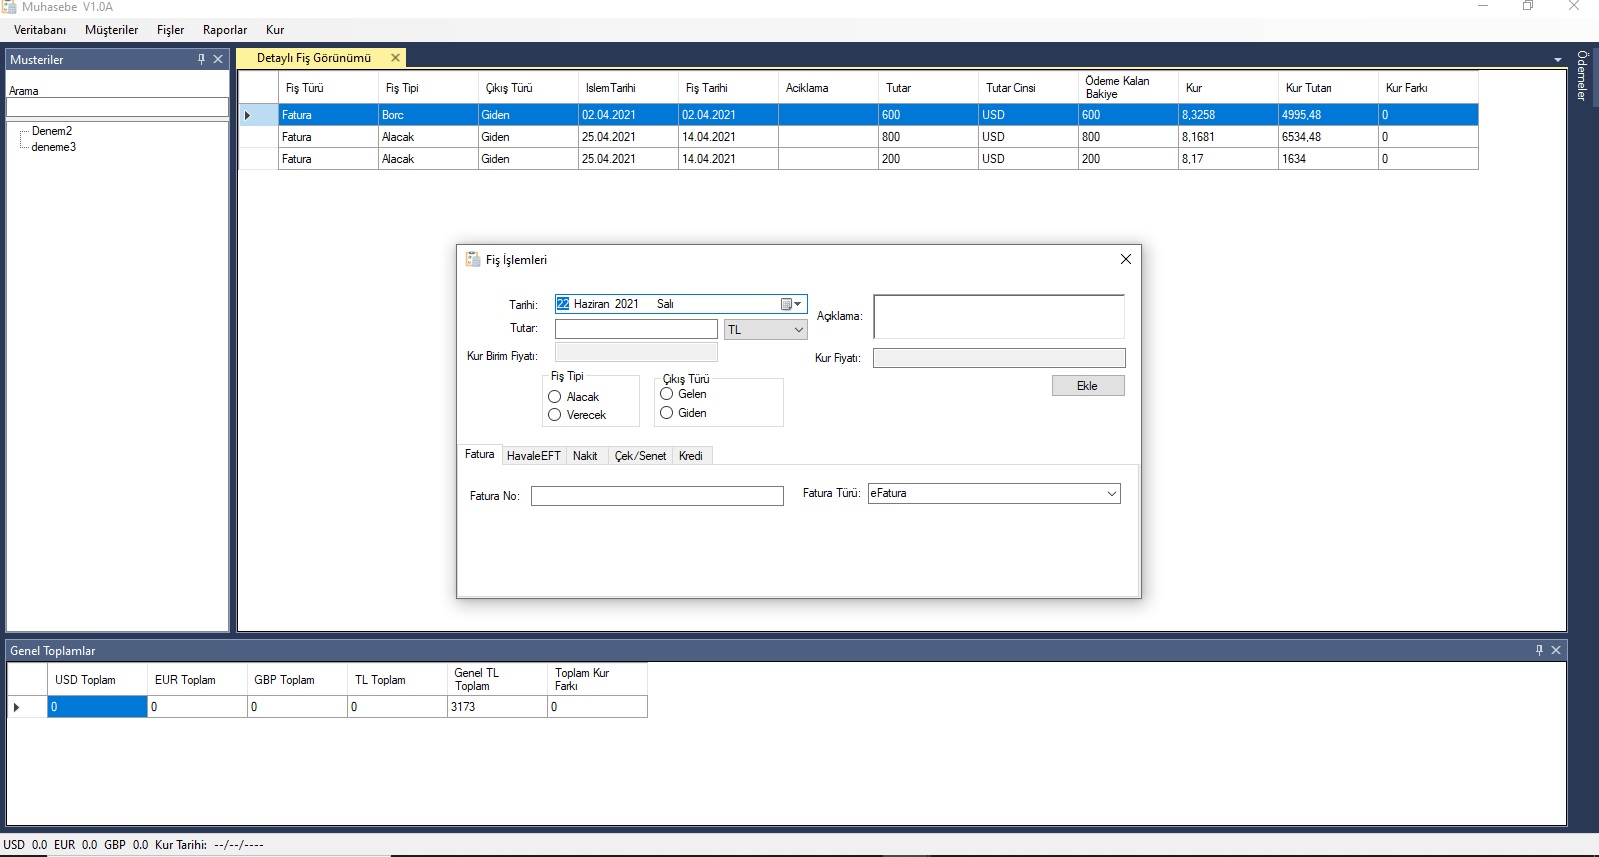 Muhasebe V1.0A
Veritabanı Müşteriler Fişler Raporlar Kur
Musteriler
Arama
Denem2
deneme3
Detaylı Fiş Görünümü
Ödemeler
Fiş Türü Fiş Tipi Çıkış Türü IslemTarihi Fiş Tarihi Aciklama Tutar Tutar Cinsi Ödeme Kalan Bakiye Kur Kur Tutarı Kur Farkı
Fatura Borc Giden 02.04.2021 02.04.2021 600 USD 600 8,3258 4995,48 0
Fatura Alacak Giden 25.04.2021 14.04.2021 800 USD 800 8,1681 6534,48 0
Fatura Alacak Giden 25.04.2021 14.04.2021 200 USD 200 8,17 1634 0
Fiş İşlemleri
Tarihi: 22 Haziran 2021 Salı
Açıklama:
Tutar: TL
Kur Birim Fiyatı:
Kur Fiyatı:
Fiş Tipi
Alacak
Verecek
Çıkış Türü
Gelen
Giden
Ekle
Fatura HavaleEFT Nakit Çek/Senet Kredi
Fatura No:
Fatura Türü: eFatura
Genel Toplamlar
USD Toplam EUR Toplam GBP Toplam TL Toplam Genel TL Toplam Toplam Kur Farkı
0 0 0 0 3173 0
USD 0.0 EUR 0.0 GBP 0.0 Kur Tarihi: --/--/----